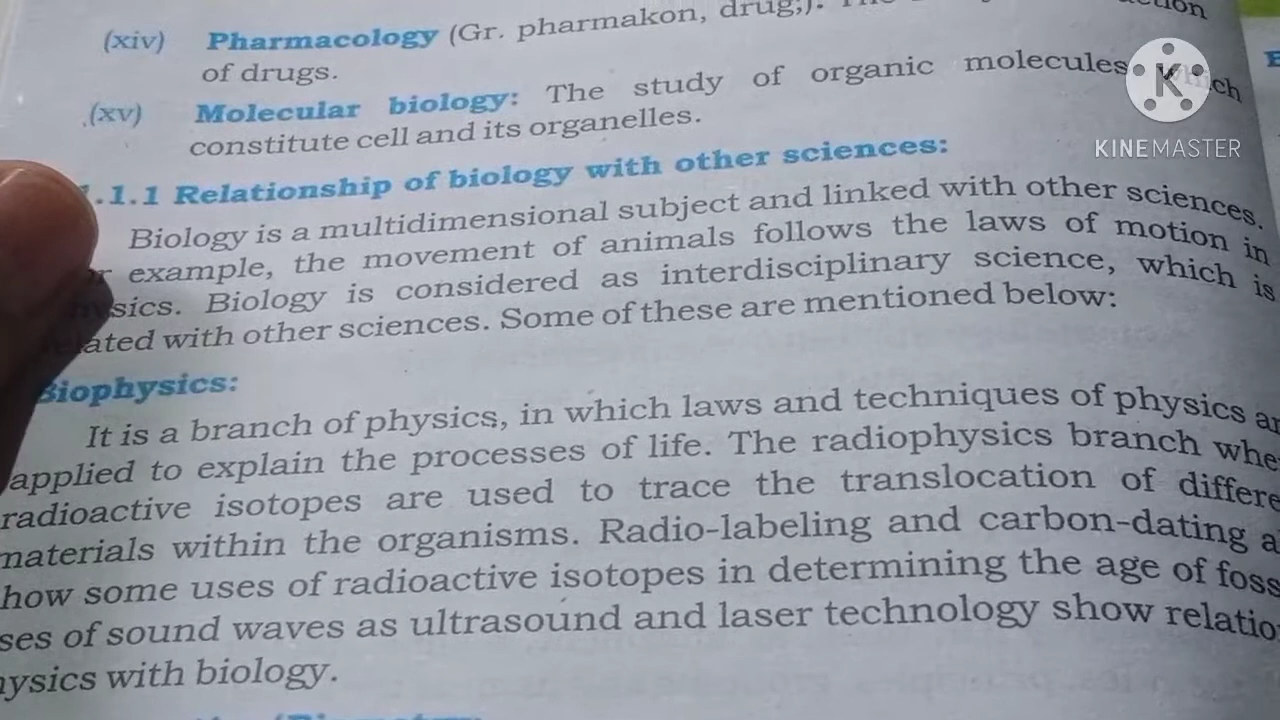 (xiv) Pharmacology (Gr. pharmakon, drug;).
of drugs.
(xv) Molecular biology: The study of organic molecules which
constitute cell and its organelles.
.1.1 Relationship of biology with other sciences:
Biology is a multidimensional subject and linked with other sciences.
example, the movement of animals follows the laws of motion in
sics. Biology is considered as interdisciplinary science, which is
ated with other sciences. Some of these are mentioned below:
Biophysics:
It is a branch of physics, in which laws and techniques of physics
applied to explain the processes of life. The radiophysics branch
radioactive isotopes are used to trace the translocation of differe
materials within the organisms. Radio-labeling and carbon-dating
how some uses of radioactive isotopes in determining the age of foss
ses of sound waves as ultrasound and laser technology show relatio
ysics with biology.
K
KINEMASTER